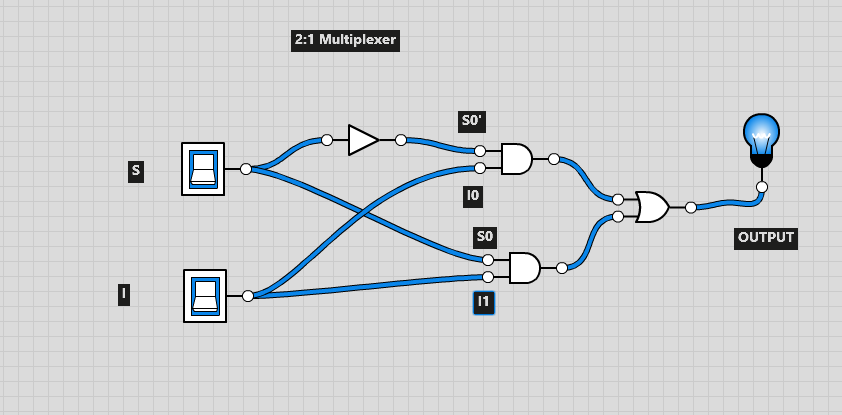 2:1 Multiplexer
S0'
S
I0
S0
OUTPUT
I
I1